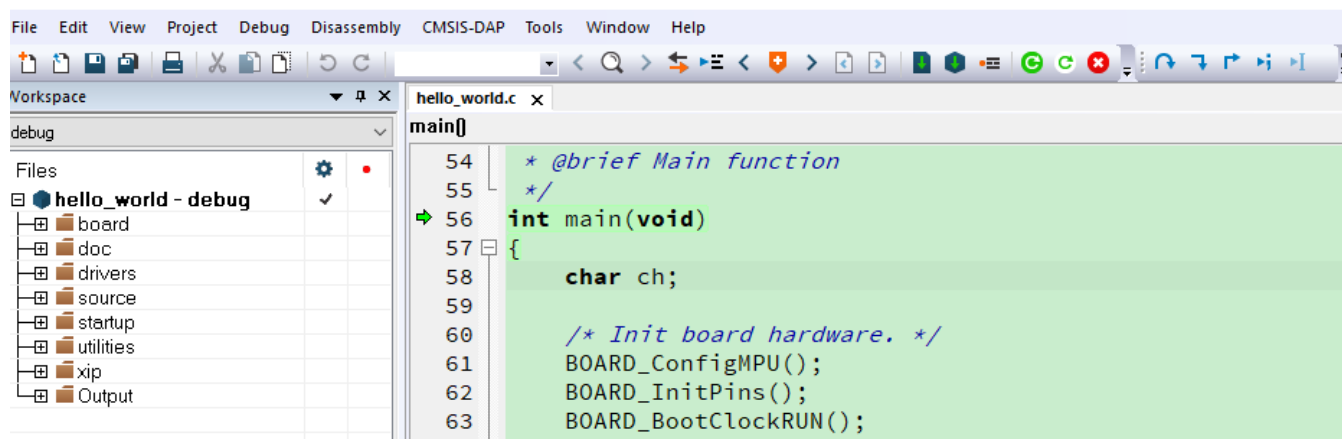 File Edit View Project Debug Disassembly CMSIS-DAP Tools Window Help
Workspace
debug
Files
hello_world - debug
board
doc
drivers
source
startup
utilities
xip
Output
hello_world.c
main()
54 * @brief Main function
55 */
56 int main(void)
57 {
58 char ch;
59
60 /* Init board hardware. */
61 BOARD_ConfigMPU();
62 BOARD_InitPins();
63 BOARD_BootClockRUN();